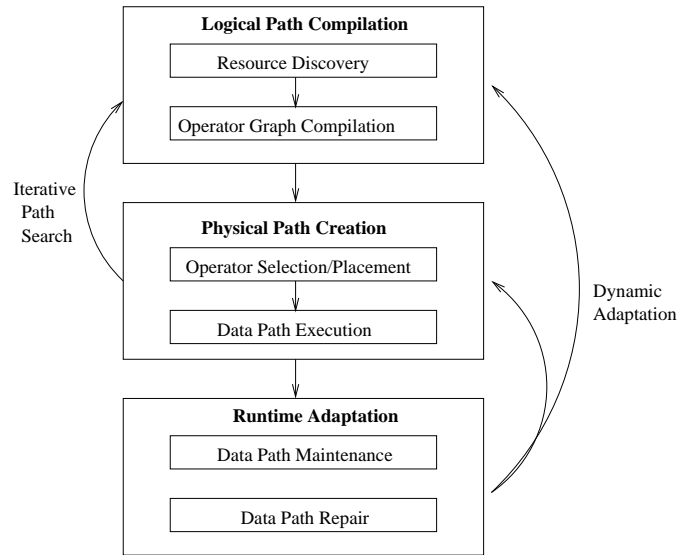 Logical Path Compilation
Resource Discovery
Operator Graph Compilation
Iterative
Path
Search
Physical Path Creation
Operator Selection/Placement
Data Path Execution
Dynamic
Adaptation
Runtime Adaptation
Data Path Maintenance
Data Path Repair